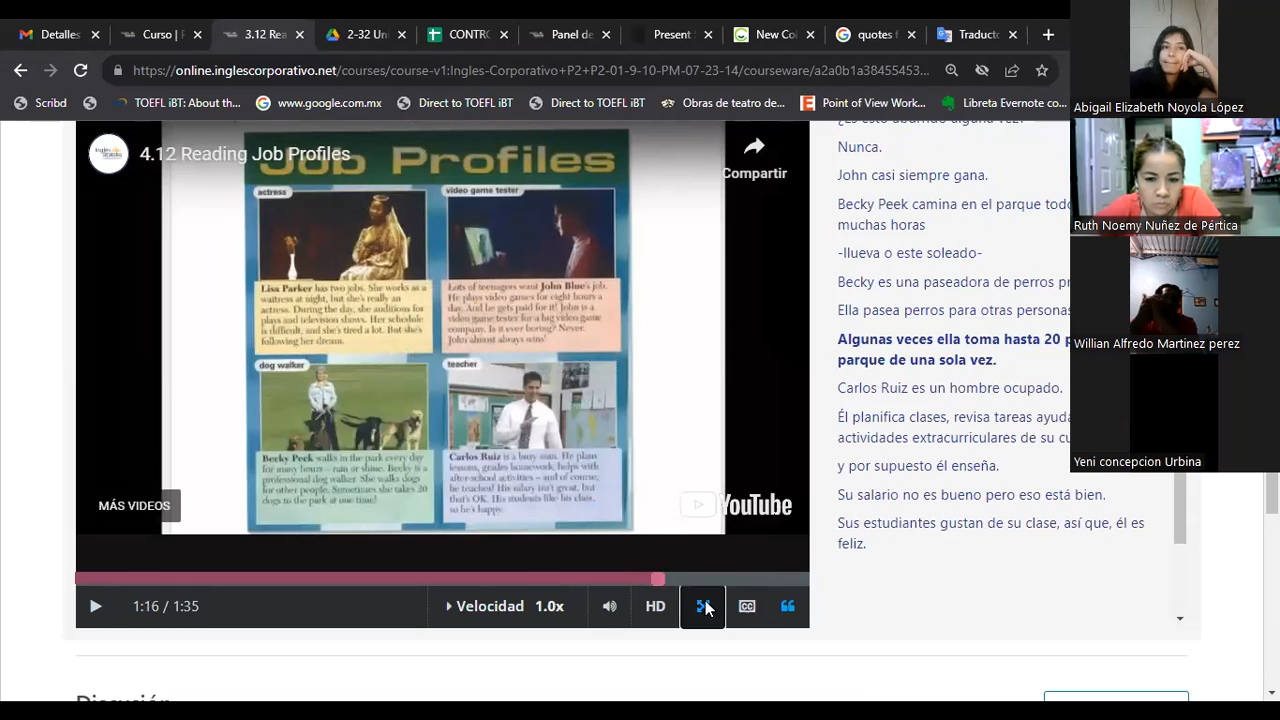 Detalles
Curso | F
3.12 Rea
2-32 Uni
CONTRO
Panel de
Present S
New Col
quotes f
Traducto
https://online.inglescorporativo.net/courses/course-v1:Ingles-Corporativo+P2+P2-01-9-10-PM-07-23-14/courseware/a2a0b1a38455453...
Scribd
TOEFL iBT: About th...
www.google.com.mx
Direct to TOEFL iBT
Direct to TOEFL iBT
Obras de teatro de...
Point of View Work...
Libreta Evernote co...
4.12 Reading Job Profiles
Compartir
Job Profiles
actress
video game tester
Lisa Parker has two jobs. She works as a
waitress at night, but she's really an
actress. During the day, she auditions for
plays and television shows. Her schedule
is difficult, and she's tired a lot. But she's
following her dream.
Lots of teenagers want John Blue's job.
He plays video games for eight hours a
day. And he gets paid for it! John is a
video game tester for a big video game
company. Is it ever boring? Never.
John almost always wins!
dog walker
teacher
Becky Peek walks in the park every day
for many hours – rain or shine. Becky is a
professional dog walker. She walks dogs
for other people. Sometimes she takes 20
dogs to the park at one time!
Carlos Ruiz is a busy man. He plans
lessons, grades homework, helps with
after-school activities – and of course,
he teaches! His salary isn't great, but
that's OK. His students like his class,
so he's happy.
MÁS VIDEOS
YouTube
1:16 / 1:35
Velocidad 1.0x
HD
CC
¿Es esto aburrido alguna vez?
Nunca.
John casi siempre gana.
Becky Peek camina en el parque todo
muchas horas
-llueva o este soleado-
Becky es una paseadora de perros pr
Ella pasea perros para otras personas
Algunas veces ella toma hasta 20 p
parque de una sola vez.
Carlos Ruiz es un hombre ocupado.
Él planifica clases, revisa tareas ayuda
actividades extracurriculares de su cu
y por supuesto él enseña.
Su salario no es bueno pero eso está bien.
Sus estudiantes gustan de su clase, así que, él es
feliz.
Abigail Elizabeth Noyola López
Ruth Noemy Nuñez de Pértica
Willian Alfredo Martinez perez
Yeni concepcion Urbina
Discusión